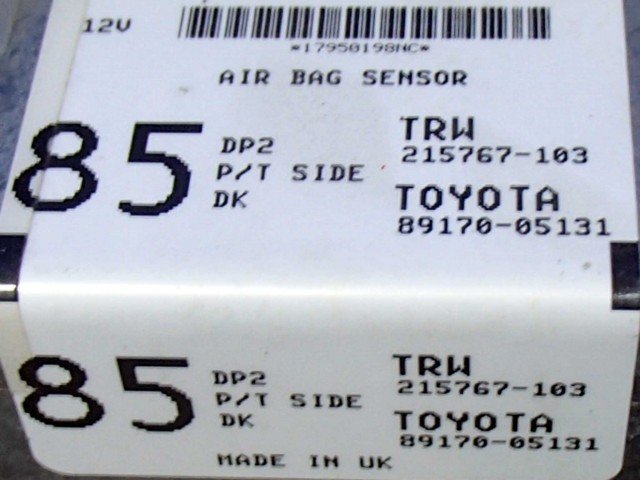 12V
*17950198NC*
AIR BAG SENSOR
85 DP2 P/T SIDE DK
TRW
215767-103
TOYOTA
89170-05131
85 DP2 P/T SIDE DK
TRW
215767-103
TOYOTA
89170-05131
MADE IN UK